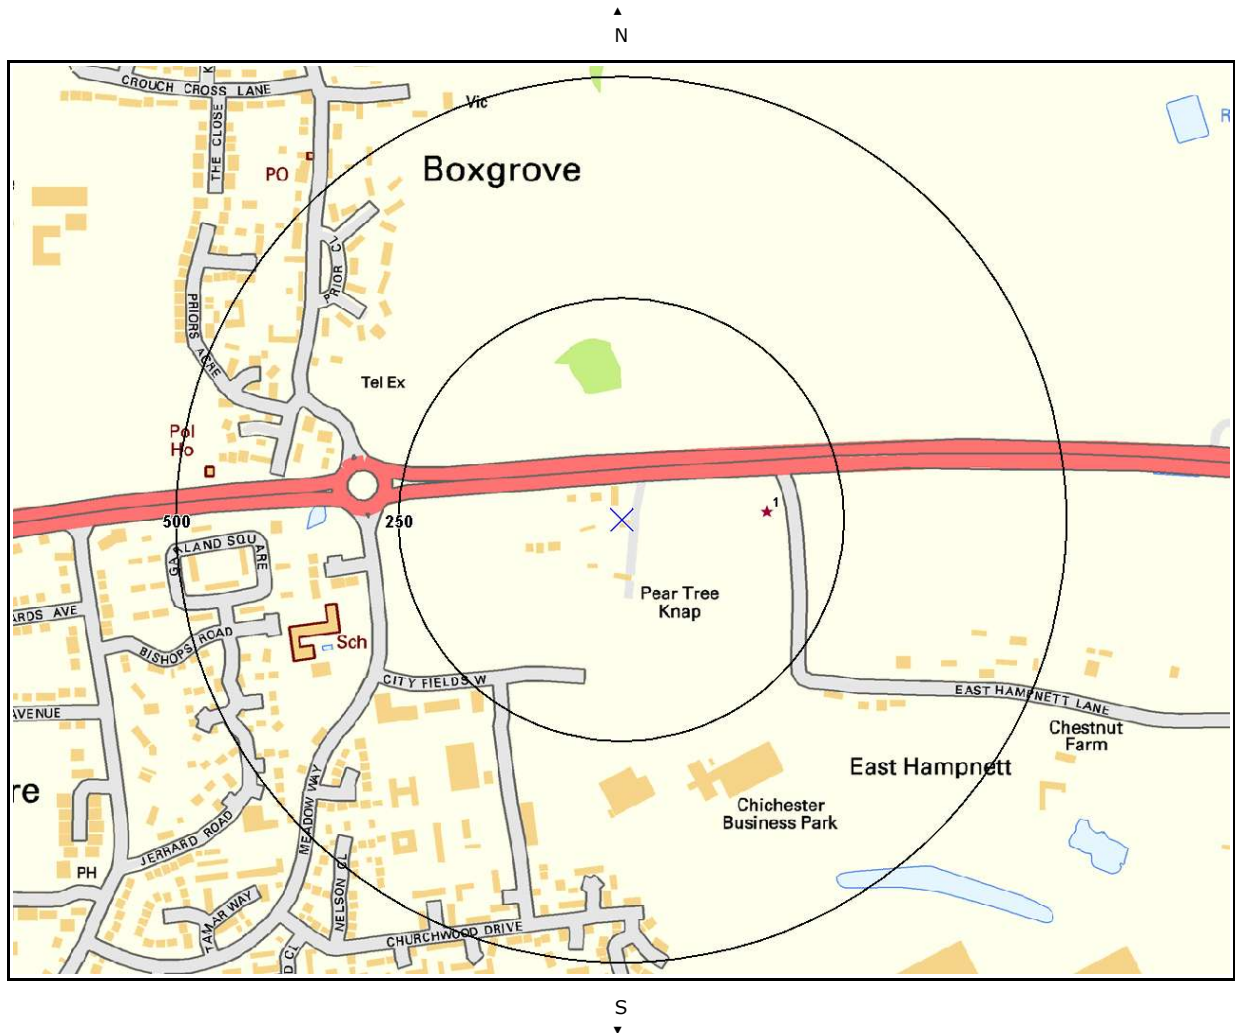 N
K
CROUCH CROSS LANE
Vic
THE CLOSE
R
PO
Boxgrove
PRIOR CL
PRIORS ACRE
Tel Ex
Pol
Ho
500
250
1
GARLAND SQUARE
Pear Tree
Knap
ARDS AVE
BISHOPS ROAD
Sch
CITY FIELDS W
EAST HAMPNETT LANE
AVENUE
Chestnut
Farm
East Hampnett
re
MEADOW WAY
Chichester
Business Park
JERRARD ROAD
PH
NELSON CL
TAMAR WAY
CHURCHWOOD DRIVE
D CL
S